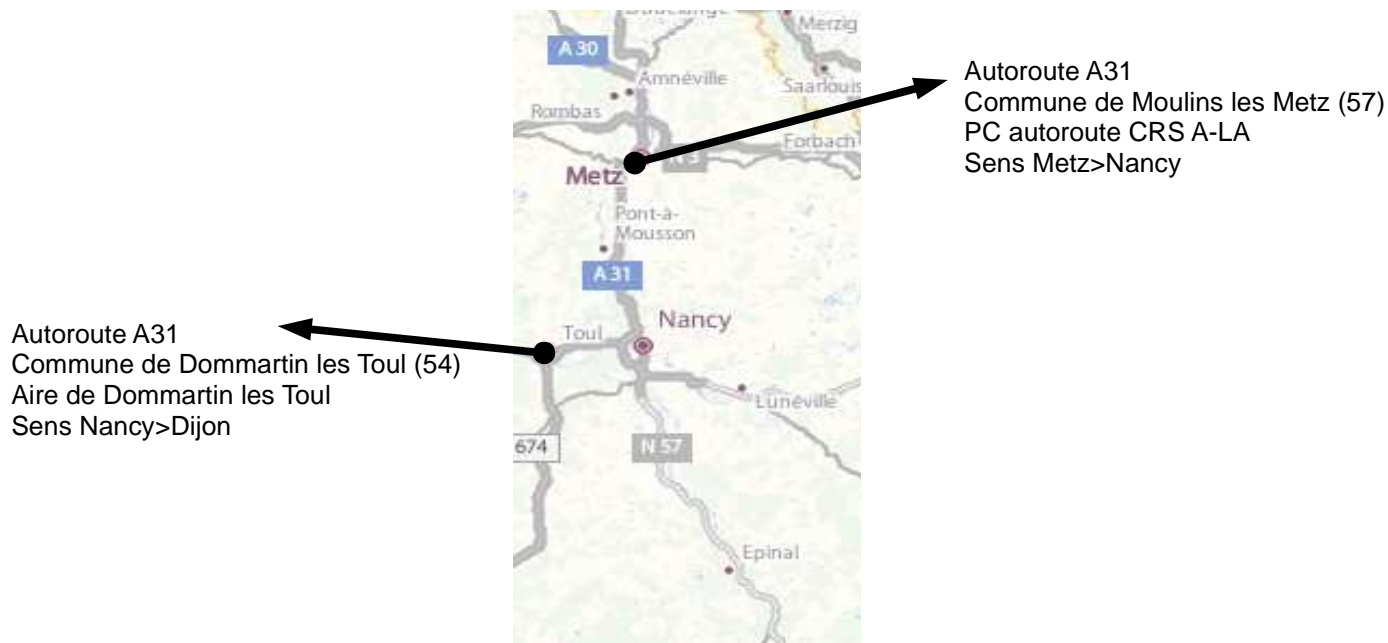 Dudelange
Merzig
A 30
Amnéville
Saarlouis
Rombas
Forbach
Metz
Pont-à-
Mousson
A 31
Nancy
Toul
Lunéville
674
N 57
Epinal
Autoroute A31
Commune de Moulins les Metz (57)
PC autoroute CRS A-LA
Sens Metz>Nancy
Autoroute A31
Commune de Dommartin les Toul (54)
Aire de Dommartin les Toul
Sens Nancy>Dijon